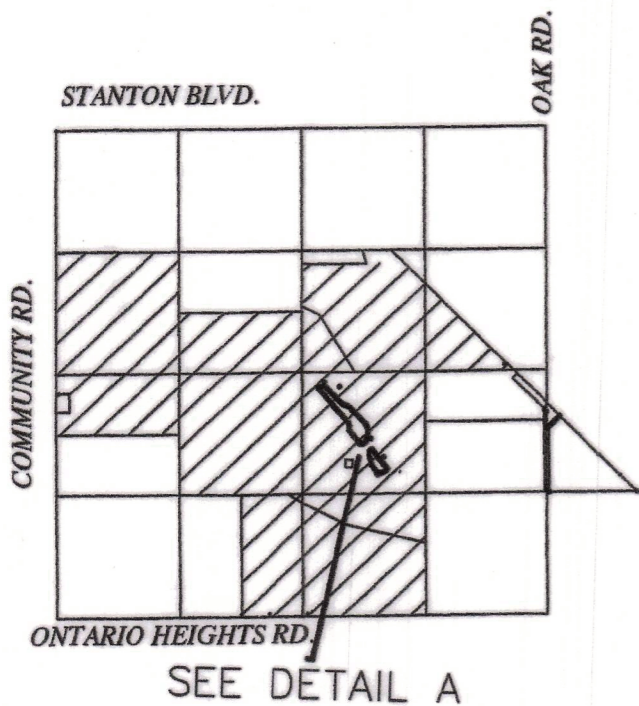 STANTON BLVD.
OAK RD.
COMMUNITY RD.
ONTARIO HEIGHTS RD.
SEE DETAIL A